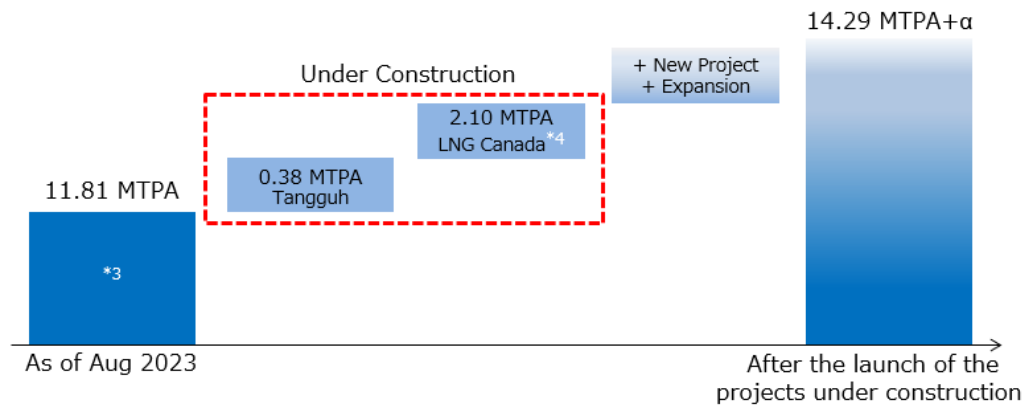 14.29 MTPA+α
Under Construction
+ New Project
+ Expansion
2.10 MTPA
LNG Canada*4
0.38 MTPA
Tangguh
11.81 MTPA
*3
As of Aug 2023
After the launch of the
projects under construction